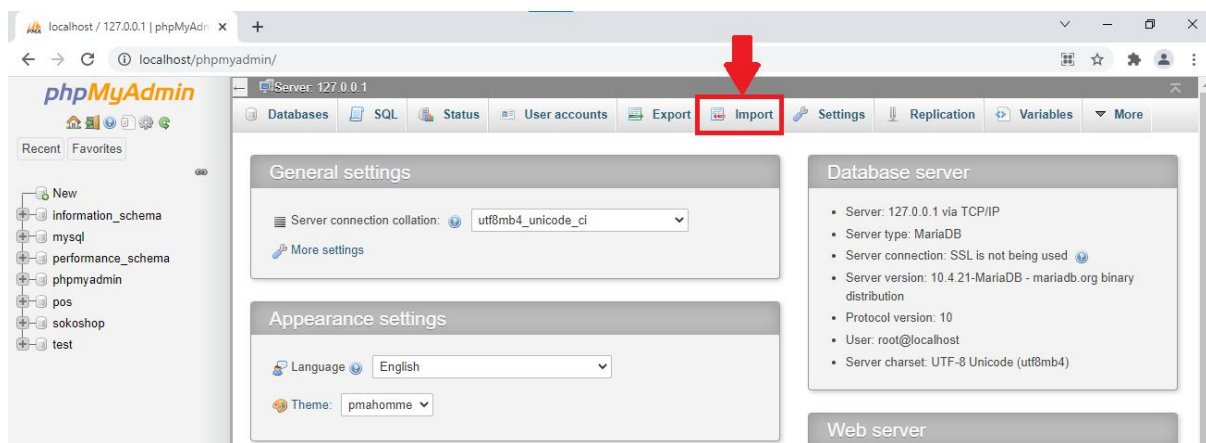 localhost / 127.0.0.1 | phpMyAdn
localhost/phpmyadmin/
phpMyAdmin
Recent Favorites
New
information_schema
mysql
performance_schema
phpmyadmin
pos
sokoshop
test
Server: 127.0.0.1
Databases SQL Status User accounts Export Import Settings Replication Variables More
General settings
Server connection collation: utf8mb4_unicode_ci
More settings
Appearance settings
Language English
Theme: pmahomme
Database server
Server: 127.0.0.1 via TCP/IP
Server type: MariaDB
Server connection: SSL is not being used
Server version: 10.4.21-MariaDB - mariadb.org binary
distribution
Protocol version: 10
User: root@localhost
Server charset: UTF-8 Unicode (utf8mb4)
Web server